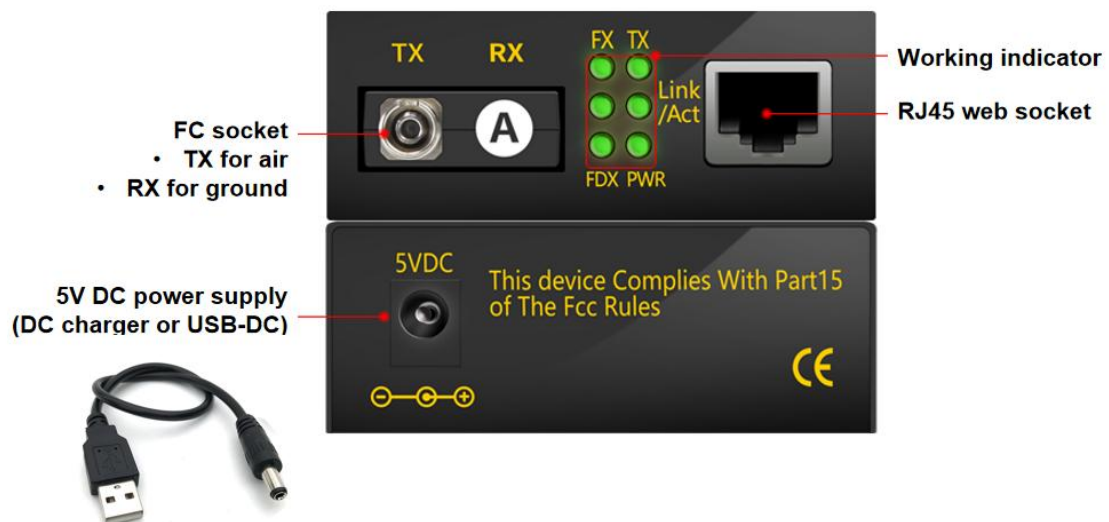 TX RX
FX TX
Link
/Act
FDX PWR
A
Working indicator
RJ45 web socket
FC socket
• TX for air
• RX for ground
5VDC
This device Complies With Part15
of The Fcc Rules
CE
5V DC power supply
(DC charger or USB-DC)